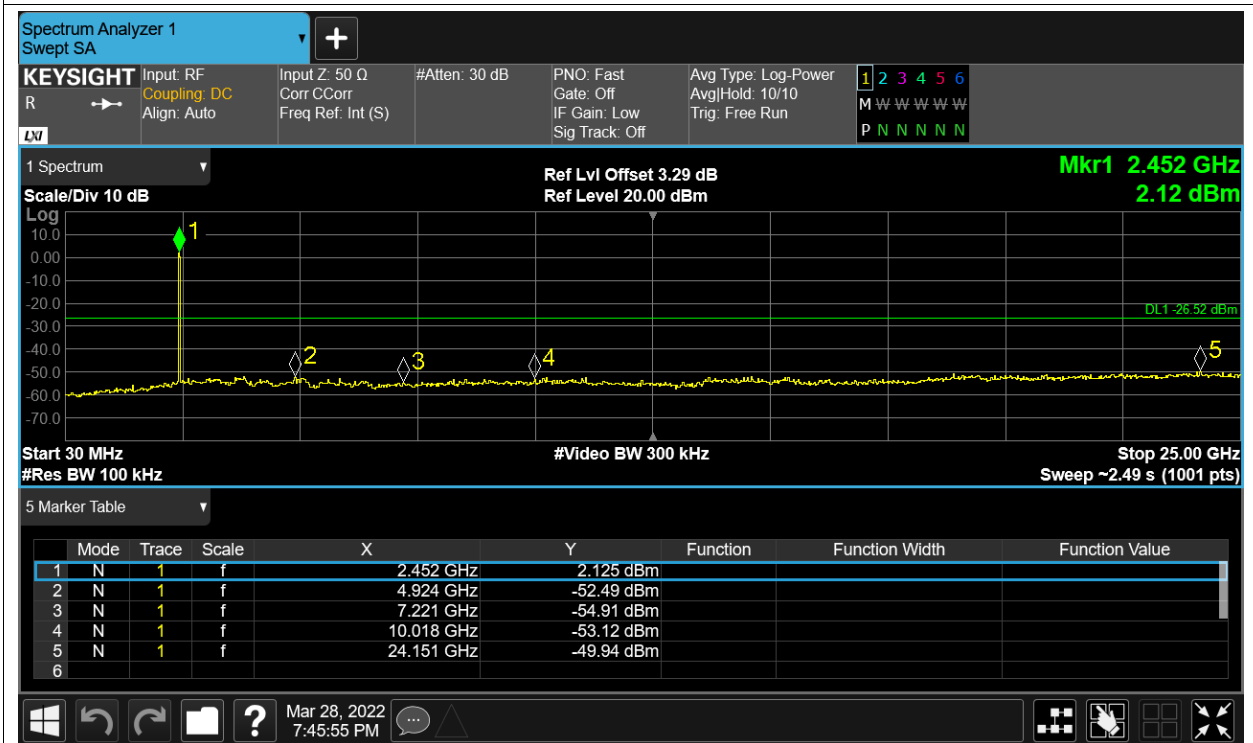 Spectrum Analyzer 1
Swept SA
KEYSIGHT
R
LXI
Input: RF
Coupling: DC
Align: Auto
Input Z: 50 Ω
Corr CCorr
Freq Ref: Int (S)
#Atten: 30 dB
PNO: Fast
Gate: Off
IF Gain: Low
Sig Track: Off
Avg Type: Log-Power
Avg|Hold: 10/10
Trig: Free Run
1 2 3 4 5 6
M W W W W W
P N N N N N
1 Spectrum
Scale/Div 10 dB
Ref Lvl Offset 3.29 dB
Ref Level 20.00 dBm
Mkr1 2.452 GHz
2.12 dBm
Log
10.0
0.00
-10.0
-20.0
-30.0
-40.0
-50.0
-60.0
-70.0
1
2
3
4
5
DL1 -26.52 dBm
Start 30 MHz
#Video BW 300 kHz
Stop 25.00 GHz
#Res BW 100 kHz
Sweep ~2.49 s (1001 pts)
5 Marker Table
Mode Trace Scale X Y Function Function Width Function Value
1 N 1 f 2.452 GHz 2.125 dBm
2 N 1 f 4.924 GHz -52.49 dBm
3 N 1 f 7.221 GHz -54.91 dBm
4 N 1 f 10.018 GHz -53.12 dBm
5 N 1 f 24.151 GHz -49.94 dBm
6
?
Mar 28, 2022
7:45:55 PM